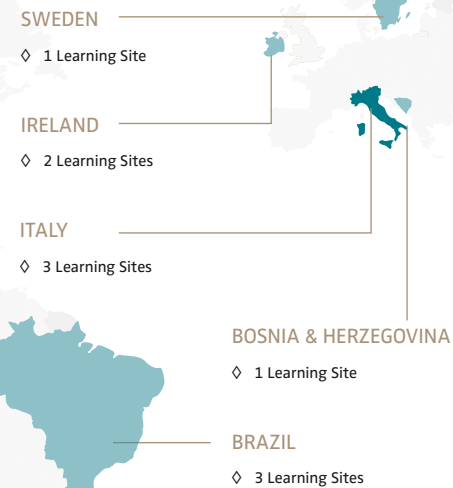 SWEDEN
◊ 1 Learning Site
IRELAND
◊ 2 Learning Sites
ITALY
◊ 3 Learning Sites
BOSNIA & HERZEGOVINA
◊ 1 Learning Site
BRAZIL
◊ 3 Learning Sites